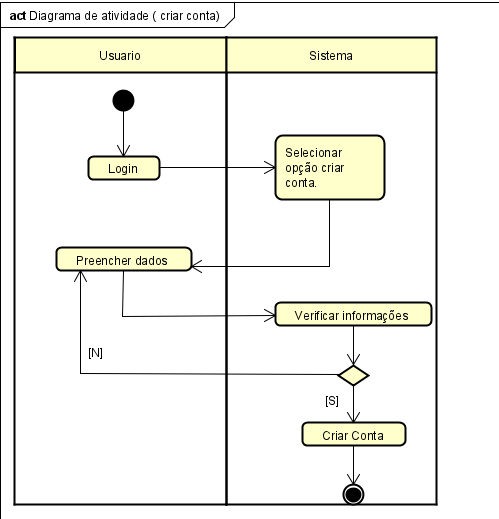 act Diagrama de atividade ( criar conta)
Usuario
Sistema
Login
Selecionar
opção criar
conta.
Preencher dados
Verificar informações
[N]
[S]
Criar Conta